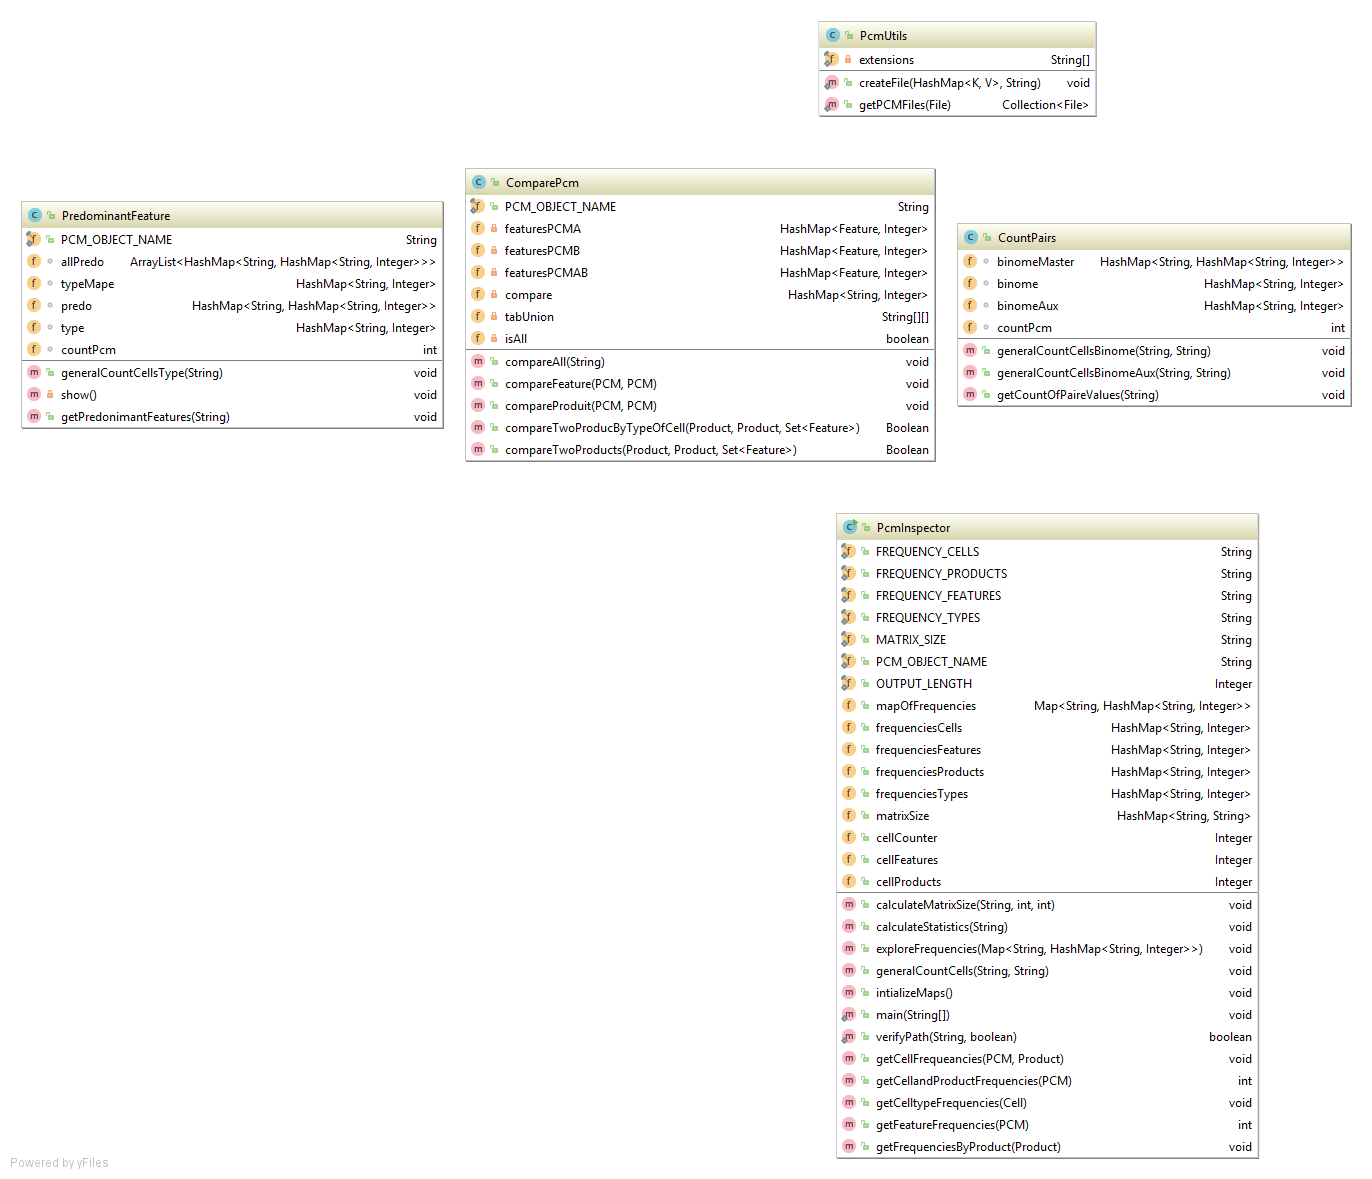 PcmUtils
extensions String[]
createFile(HashMap<K, V>, String) void
getPCMFiles(File) Collection<File>
PredominantFeature
PCM_OBJECT_NAME String
allPredo ArrayList<HashMap<String, HashMap<String, Integer>>>
typeMape HashMap<String, Integer>
predo HashMap<String, HashMap<String, Integer>>
type HashMap<String, Integer>
countPcm int
generalCountCellsType(String) void
show() void
getPredonimantFeatures(String) void
ComparePcm
PCM_OBJECT_NAME String
featuresPCMA HashMap<Feature, Integer>
featuresPCMB HashMap<Feature, Integer>
featuresPCMAB HashMap<Feature, Integer>
compare HashMap<String, Integer>
tabUnion String[][]
isAll boolean
compareAll(String) void
compareFeature(PCM, PCM) void
compareProduit(PCM, PCM) void
compareTwoProducByTypeOfCell(Product, Product, Set<Feature>) Boolean
compareTwoProducts(Product, Product, Set<Feature>) Boolean
CountPairs
binomeMaster HashMap<String, HashMap<String, Integer>>
binome HashMap<String, Integer>
binomeAux HashMap<String, Integer>
countPcm int
generalCountCellsBinome(String, String) void
generalCountCellsBinomeAux(String, String) void
getCountOfPaireValues(String) void
PcmInspector
FREQUENCY_CELLS String
FREQUENCY_PRODUCTS String
FREQUENCY_FEATURES String
FREQUENCY_TYPES String
MATRIX_SIZE String
PCM_OBJECT_NAME String
OUTPUT_LENGTH Integer
mapOfFrequencies Map<String, HashMap<String, Integer>>
frequenciesCells HashMap<String, Integer>
frequenciesFeatures HashMap<String, Integer>
frequenciesProducts HashMap<String, Integer>
frequenciesTypes HashMap<String, Integer>
matrixSize HashMap<String, String>
cellCounter Integer
cellFeatures Integer
cellProducts Integer
calculateMatrixSize(String, int, int) void
calculateStatistics(String) void
exploreFrequencies(Map<String, HashMap<String, Integer>>) void
generalCountCells(String, String) void
intializeMaps() void
main(String[]) void
verifyPath(String, boolean) boolean
getCellFrequeancies(PCM, Product) void
getCellandProductFrequencies(PCM) int
getCelltypeFrequencies(Cell) void
getFeatureFrequencies(PCM) int
getFrequenciesByProduct(Product) void
Powered by yFiles